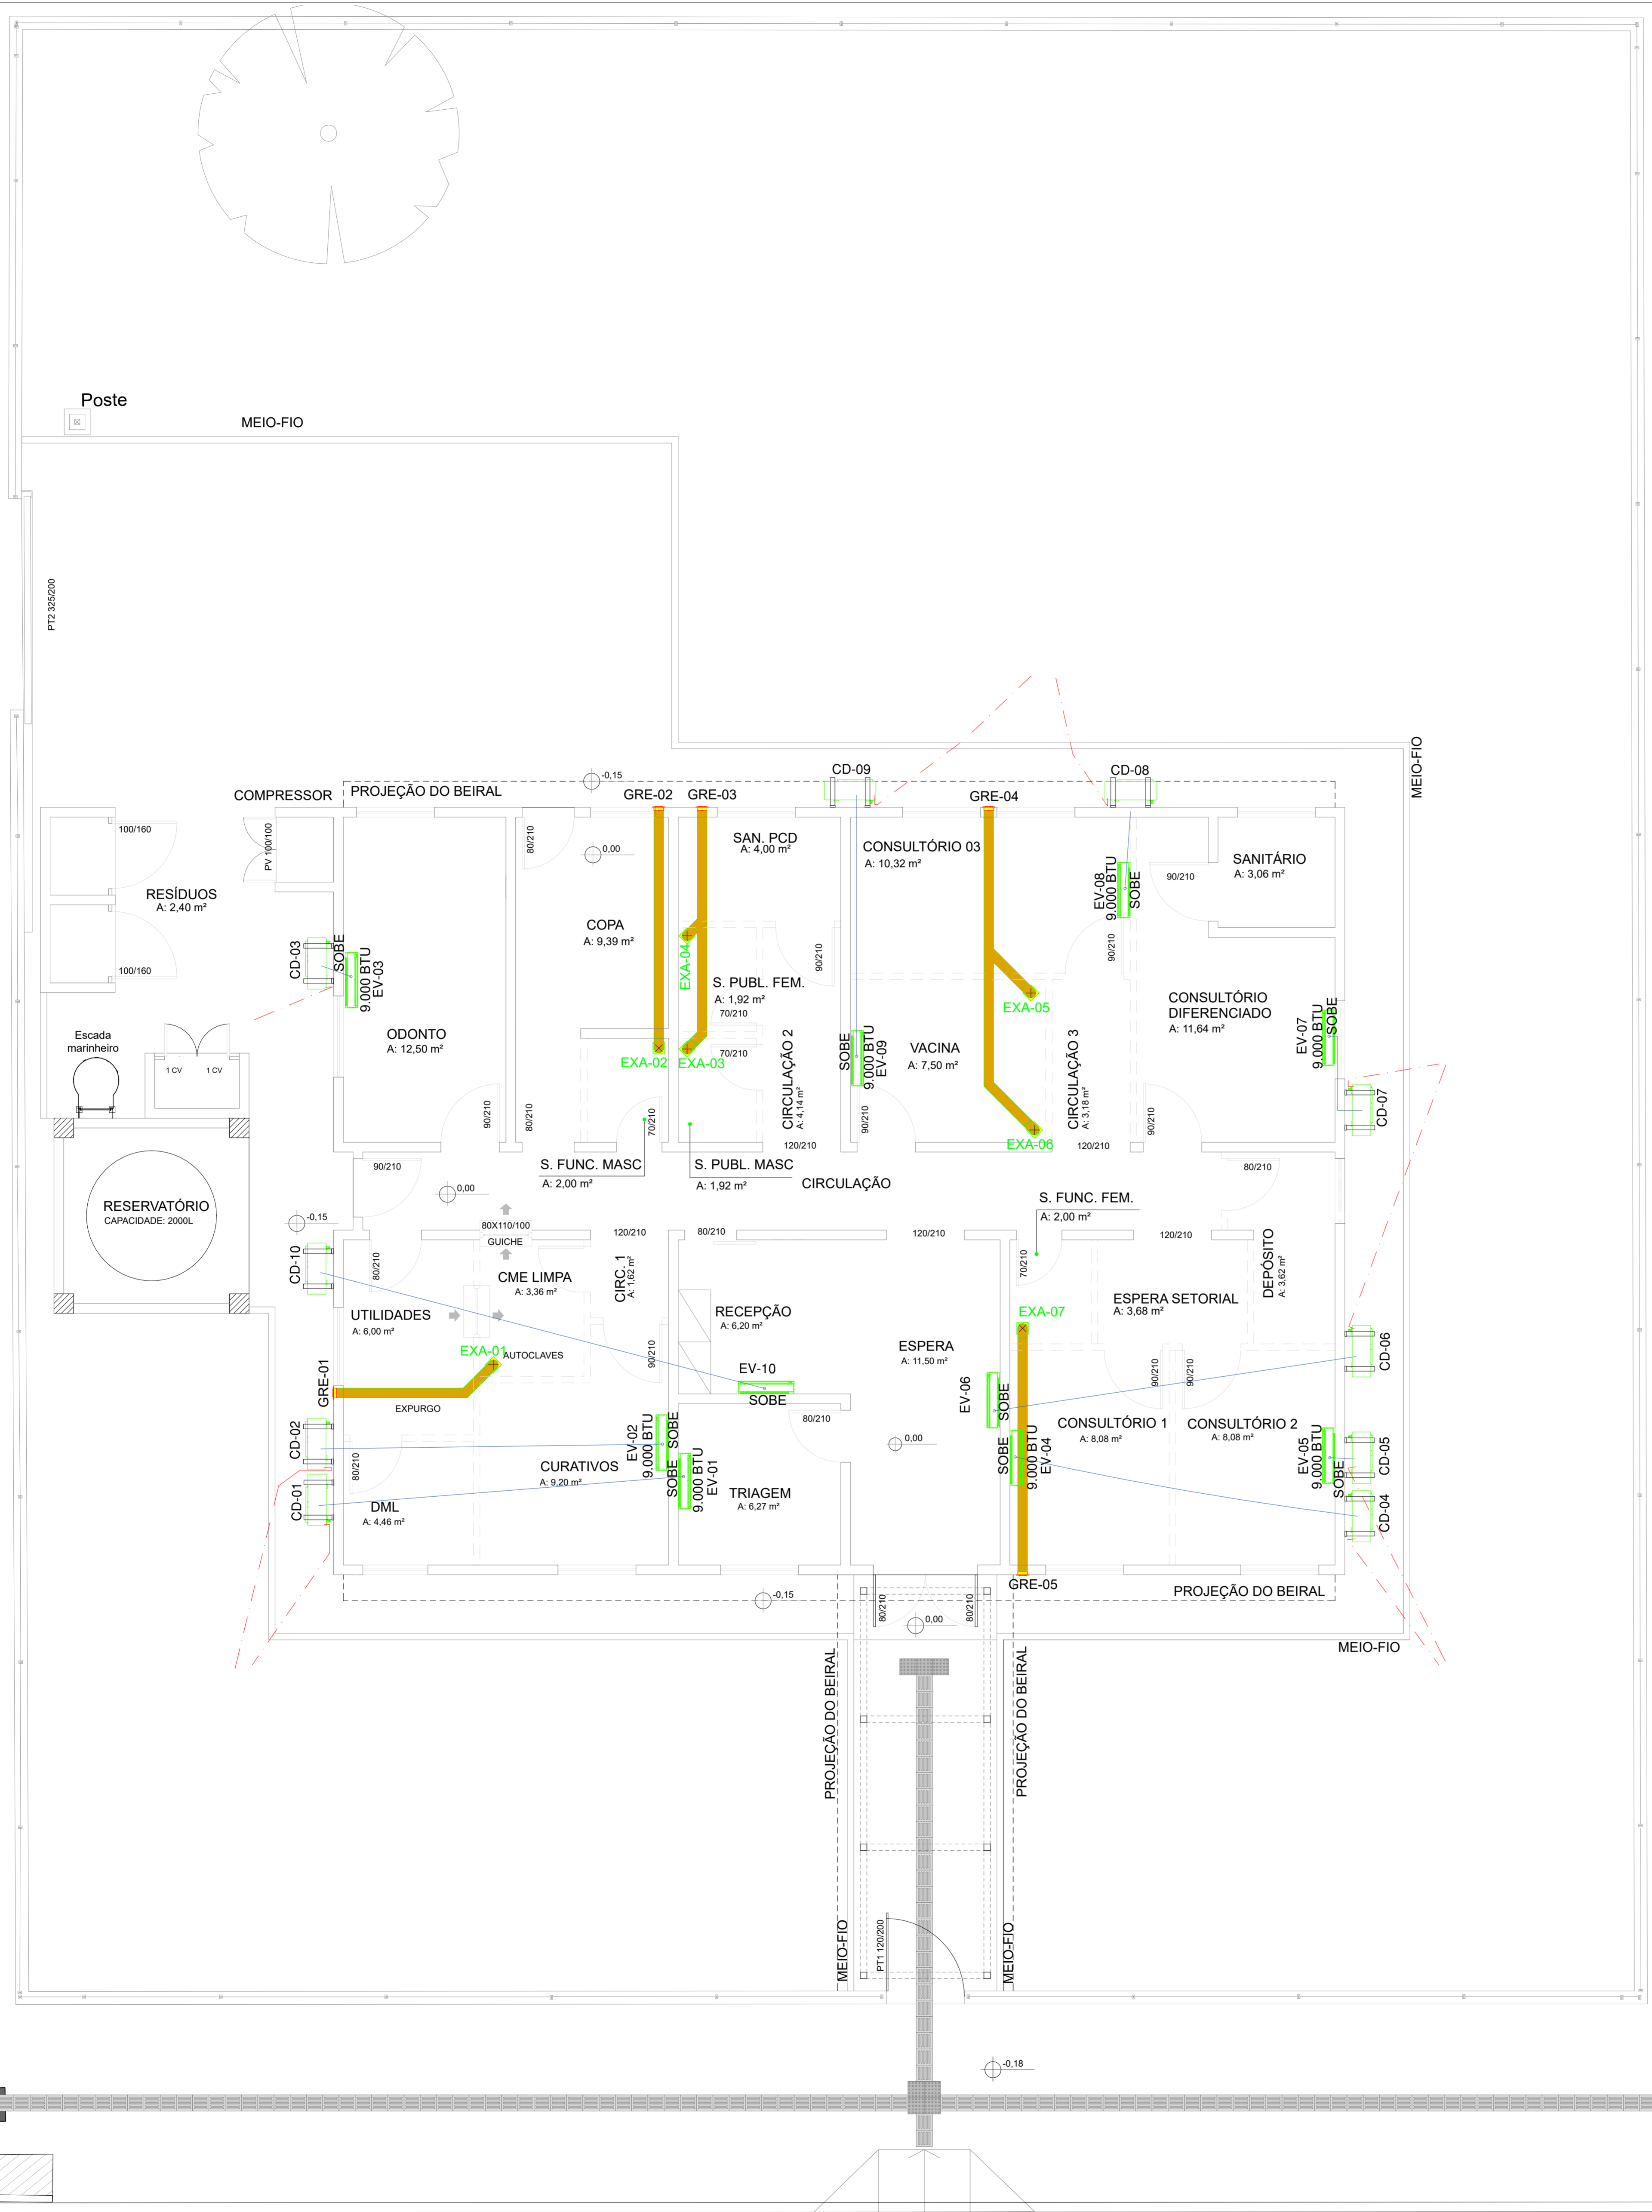 Poste
MEIO-FIO
PT2 325/200
MEIO-FIO
CD-09
CD-08
-0,15
COMPRESSOR
PROJEÇÃO DO BEIRAL
GRE-02
GRE-03
GRE-04
100/160
PV 100/100
80/210
0,00
SAN. PCD
A: 4,00 m²
CONSULTÓRIO 03
A: 10,32 m²
SANITÁRIO
A: 3,06 m²
90/210
EV-08
9.000 BTU
SOBE
RESÍDUOS
A: 2,40 m²
COPA
A: 9,39 m²
EXA-04
90/210
90/210
CD-03
SOBE
9.000 BTU
EV-03
100/160
S. PUBL. FEM.
A: 1,92 m²
70/210
EXA-05
CONSULTÓRIO
DIFERENCIADO
A: 11,64 m²
EV-07
9.000 BTU
SOBE
Escada
marinheiro
ODONTO
A: 12,50 m²
1 CV
1 CV
EXA-02
EXA-03
70/210
CIRCULAÇÃO 2
A: 4,14 m²
SOBE
9.000 BTU
EV-09
VACINA
A: 7,50 m²
CIRCULAÇÃO 3
A: 3,18 m²
CD-07
90/210
80/210
70/210
90/210
90/210
120/210
EXA-06
120/210
90/210
S. FUNC. MASC
A: 2,00 m²
S. PUBL. MASC
A: 1,92 m²
CIRCULAÇÃO
80/210
0,00
S. FUNC. FEM.
A: 2,00 m²
RESERVATÓRIO
CAPACIDADE: 2000L
-0,15
80X110/100
GUICHE
120/210
80/210
120/210
120/210
CD-10
80/210
CME LIMPA
A: 3,36 m²
CIRC. 1
A: 1,62 m²
70/210
DEPÓSITO
A: 3,62 m²
UTILIDADES
A: 6,00 m²
RECEPÇÃO
A: 6,20 m²
EXA-07
ESPERA SETORIAL
A: 3,68 m²
EXA-01
AUTOCLAVES
90/210
ESPERA
A: 11,50 m²
CD-06
GRE-01
EXPURGO
EV-10
SOBE
EV-06
SOBE
90/210
90/210
CD-02
80/210
EV-02
9.000 BTU
SOBE
80/210
0,00
CONSULTÓRIO 1
A: 8,08 m²
CONSULTÓRIO 2
A: 8,08 m²
CURATIVOS
A: 9,20 m²
SOBE
9.000 BTU
EV-01
SOBE
9.000 BTU
EV-04
EV-05
9.000 BTU
SOBE
CD-05
CD-01
DML
A: 4,46 m²
TRIAGEM
A: 6,27 m²
CD-04
GRE-05
PROJEÇÃO DO BEIRAL
-0,15
80/210
80/210
0,00
MEIO-FIO
PROJEÇÃO DO BEIRAL
PROJEÇÃO DO BEIRAL
MEIO-FIO
PT1 120/200
MEIO-FIO
-0,18